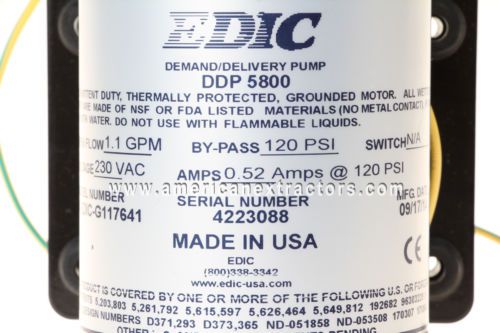 EDIC
DEMAND/DELIVERY PUMP
DDP 5800
DUTY, THERMALLY PROTECTED, GROUNDED MOTOR. ALL
ARE MADE OF NSF OR FDA LISTED MATERIALS (NO METAL CONTACT),
WATER. DO NOT USE WITH FLAMMABLE LIQUIDS.
FLOW 1.1 GPM BY-PASS 120 PSI SWITCH N/A
230 VAC AMPS 0.52 Amps @ 120 PSI
www.americanextractors.com
NUMBER SERIAL NUMBER MFG DAT
G117641 4223088 09/17/
MADE IN USA
EDIC
(800)338-3342
www.edic-usa.com
PRODUCT IS COVERED BY ONE OR MORE OF THE FOLLOWING U.S. OR
5,203,803 5,261,792 5,615,597 5,626,464 5,649,812 192682
DESIGN NUMBERS D371,293 D373,365 ND-051858 ND-053508 170307